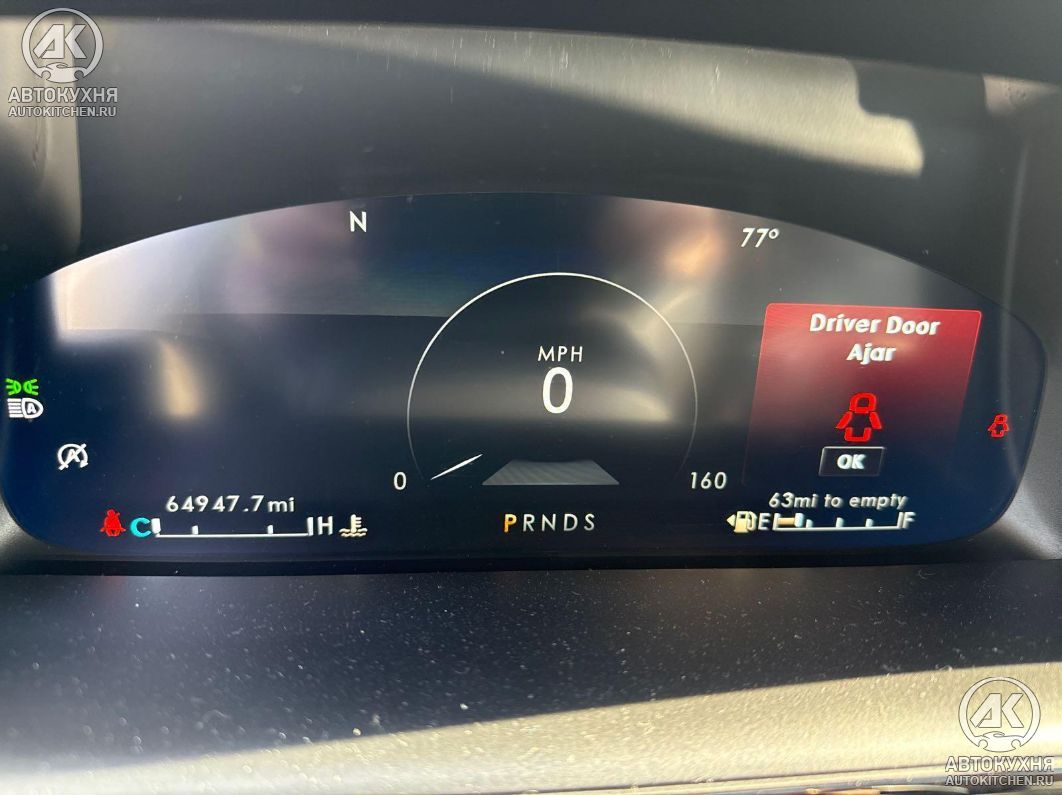 АК
АВТОКУХНЯ
AUTOKITCHEN.RU
N
77°
Driver Door
Ajar
MPH
0
A
A
0
160
OK
64947.7 mi
63mi to empty
C
H
PRNDS
E
F
АК
АВТОКУХНЯ
AUTOKITCHEN.RU